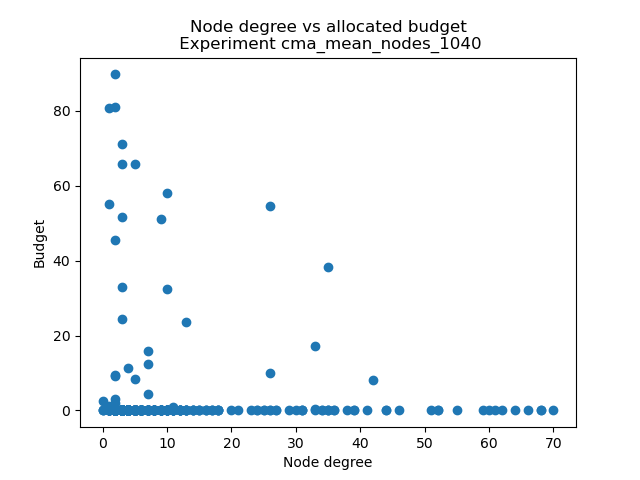 Node degree vs allocated budget
Experiment cma_mean_nodes_1040
80
60
40
20
0
Budget
0 10 20 30 40 50 60 70
Node degree